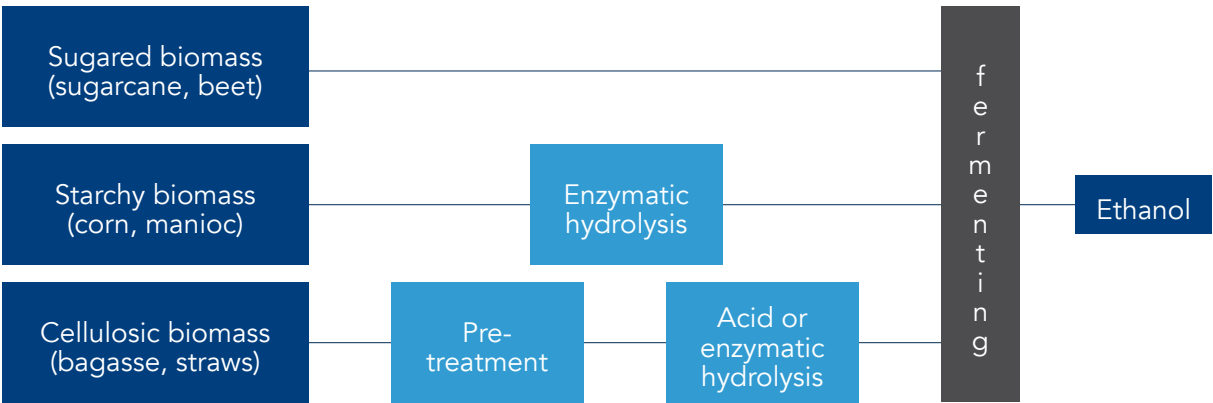 Sugared biomass
(sugarcane, beet)
Starchy biomass
(corn, manioc)
Enzymatic
hydrolysis
Cellulosic biomass
(bagasse, straws)
Pre-
treatment
Acid or
enzymatic
hydrolysis
fermenting
Ethanol